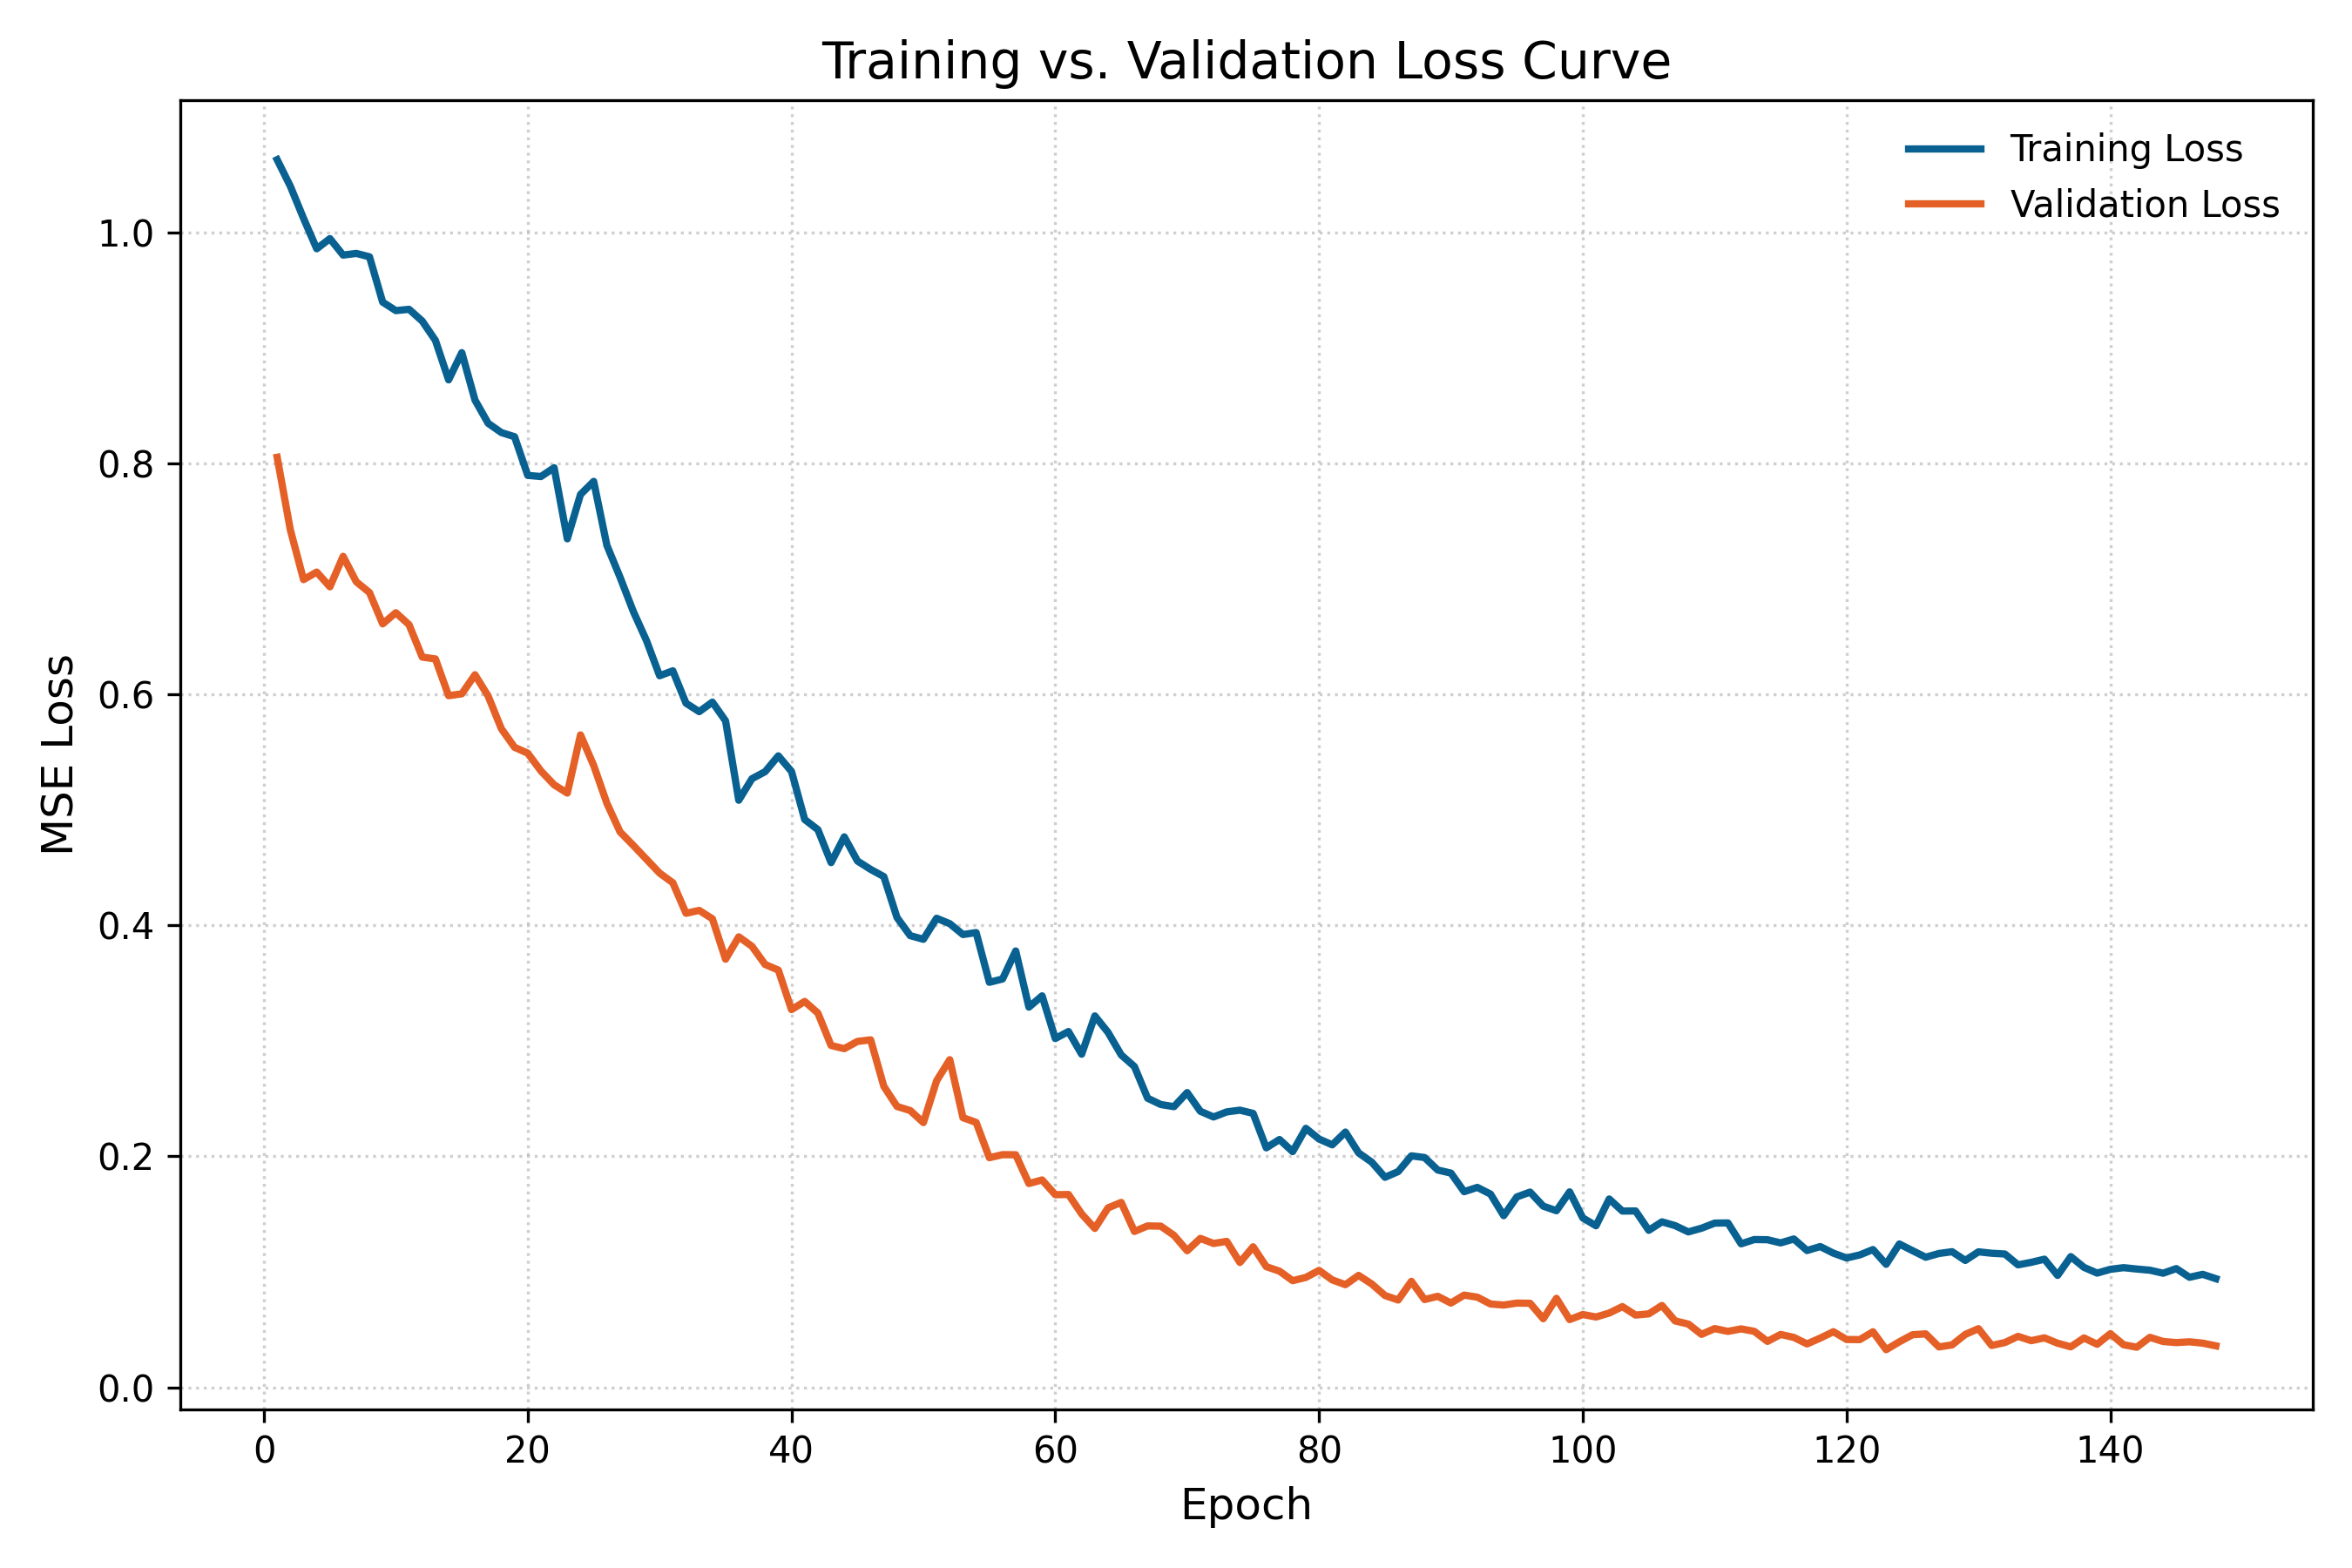 Training vs. Validation Loss Curve
Training Loss
Validation Loss
1.0
0.8
0.6
0.4
0.2
0.0
MSE Loss
0 20 40 60 80 100 120 140
Epoch